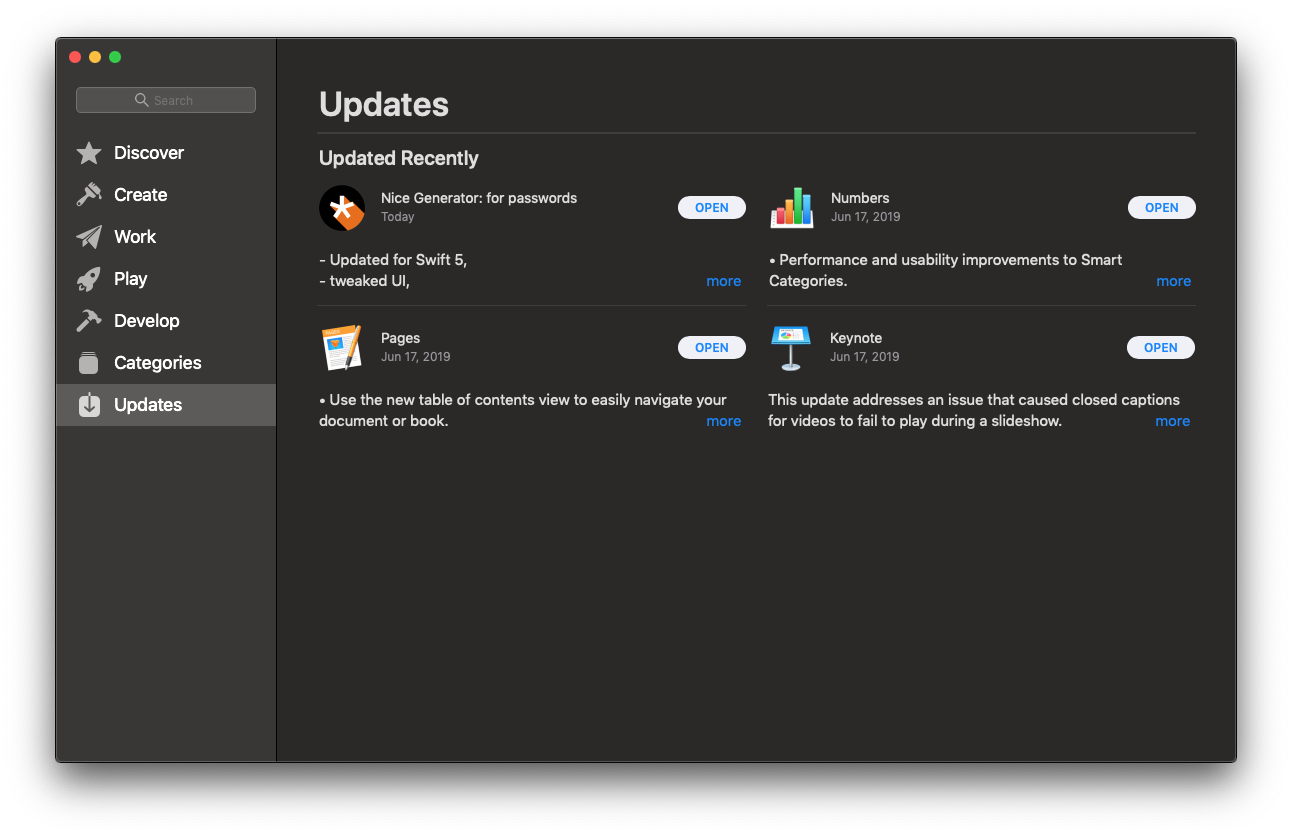 Search
Discover
Create
Work
Play
Develop
Categories
Updates
Updates
Updated Recently
Nice Generator: for passwords
Today
OPEN
- Updated for Swift 5,
- tweaked UI,
more
Numbers
Jun 17, 2019
OPEN
• Performance and usability improvements to Smart
Categories.
more
Pages
Jun 17, 2019
OPEN
• Use the new table of contents view to easily navigate your
document or book.
more
Keynote
Jun 17, 2019
OPEN
This update addresses an issue that caused closed captions
for videos to fail to play during a slideshow.
more